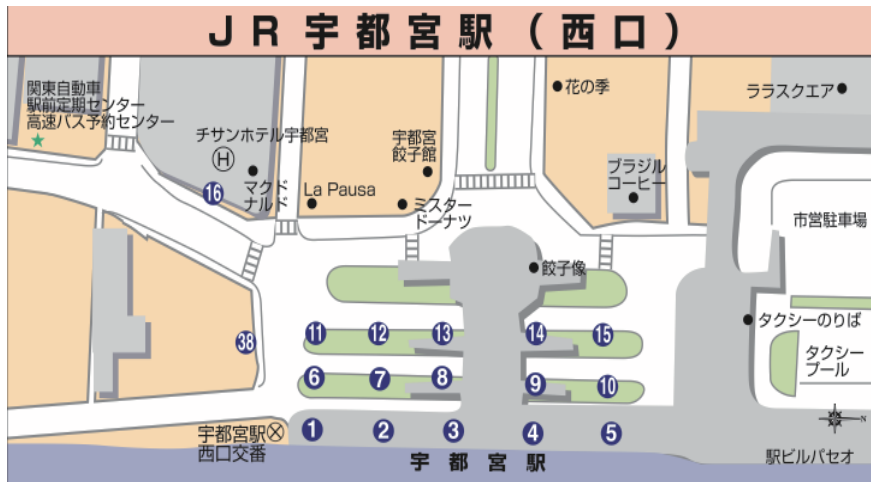 JR宇都宮駅（西口）
関東自動車
駅前定期センター
高速バス予約センター
★
チサンホテル宇都宮
H
マクド
ナルド
16
La Pausa
宇都宮
餃子館
ミスター
ドーナツ
花の季
ブラジル
コーヒー
ララスクエア
市営駐車場
餃子像
タクシーのりば
タクシー
プール
38
11
12
13
14
15
6
7
8
9
10
1
2
3
4
5
宇都宮駅
西口交番
宇都宮駅
N
駅ビルパセオ